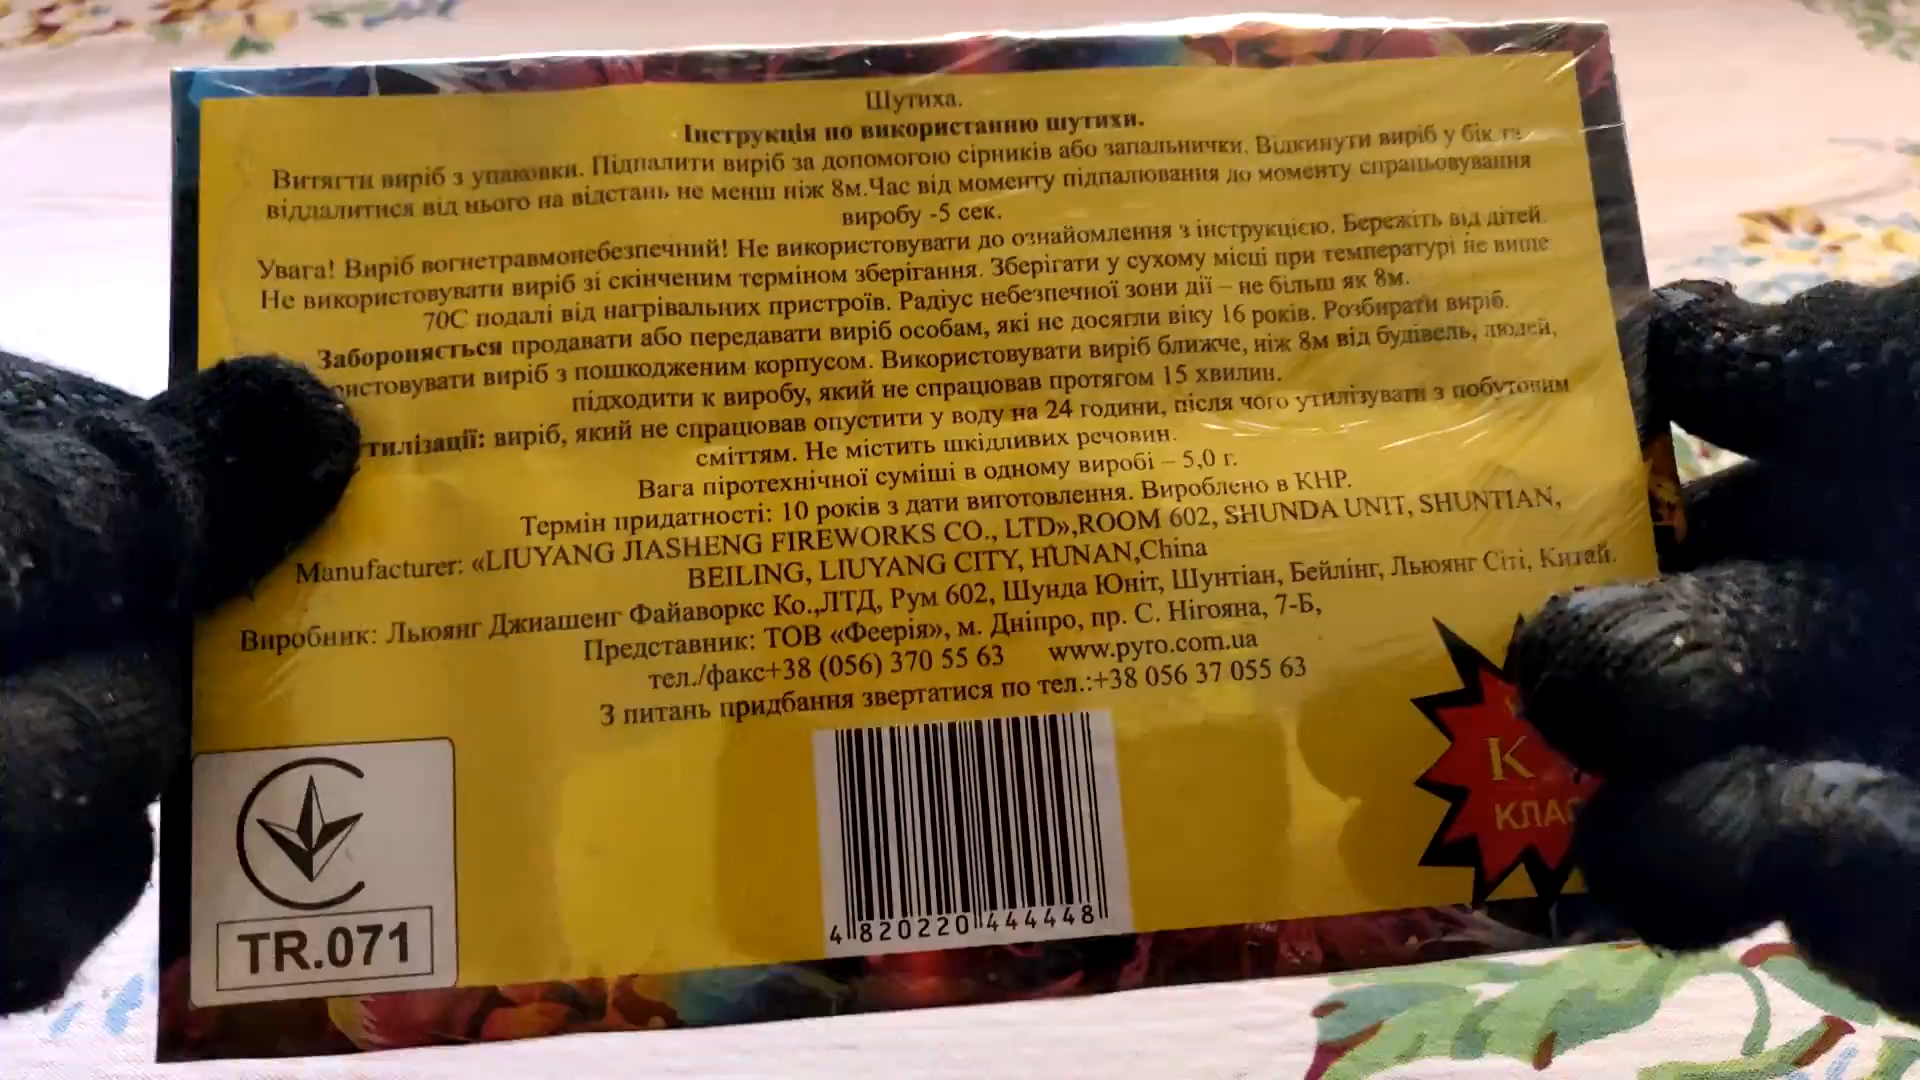 Шутиха.
Інструкція по використанню шутихи.
Витягти виріб з упаковки. Підпалити виріб за допомогою сірників або запальнички. Відкинути виріб у бік та
віддалитися від нього на відстань не менш ніж 8м.Час від моменту підпалювання до моменту спрацьовування
виробу -5 сек.
Увага! Виріб вогнетравмонебезпечний! Не використовувати до ознайомлення з інструкцією. Бережіть від дітей.
Не використовувати виріб зі скінченим терміном зберігання. Зберігати у сухому місці при температурі не вище
70С подалі від нагрівальних пристроїв. Радіус небезпечної зони дії – не більш як 8м.
Забороняється продавати або передавати виріб особам, які не досягли віку 16 років. Розбирати виріб.
ристовувати виріб з пошкодженим корпусом. Використовувати виріб ближче, ніж 8м від будівель, людей,
підходити к виробу, який не спрацював протягом 15 хвилин.
тилізації: виріб, який не спрацював опустити у воду на 24 години, після чого утилізувати з побутовим
сміттям. Не містить шкідливих речовин.
Вага піротехнічної суміші в одному виробі – 5,0 г.
Термін придатності: 10 років з дати виготовлення. Вироблено в КНР.
Manufacturer: «LIUYANG JIASHENG FIREWORKS CO., LTD»,ROOM 602, SHUNDA UNIT, SHUNTIAN,
BEILING, LIUYANG CITY, HUNAN,China
Виробник: Льюянг Джиашенг Файаворкс Ко.,ЛТД, Рум 602, Шунда Юніт, Шунтіан, Бейлінг, Льюянг Сіті, Китай.
Представник: ТОВ «Феерія», м. Дніпро, пр. С. Нігояна, 7-Б,
тел./факс+38 (056) 370 55 63 www.pyro.com.ua
З питань придбання звертатися по тел.:+38 056 37 055 63
К
КЛАС
TR.071
4820220444448